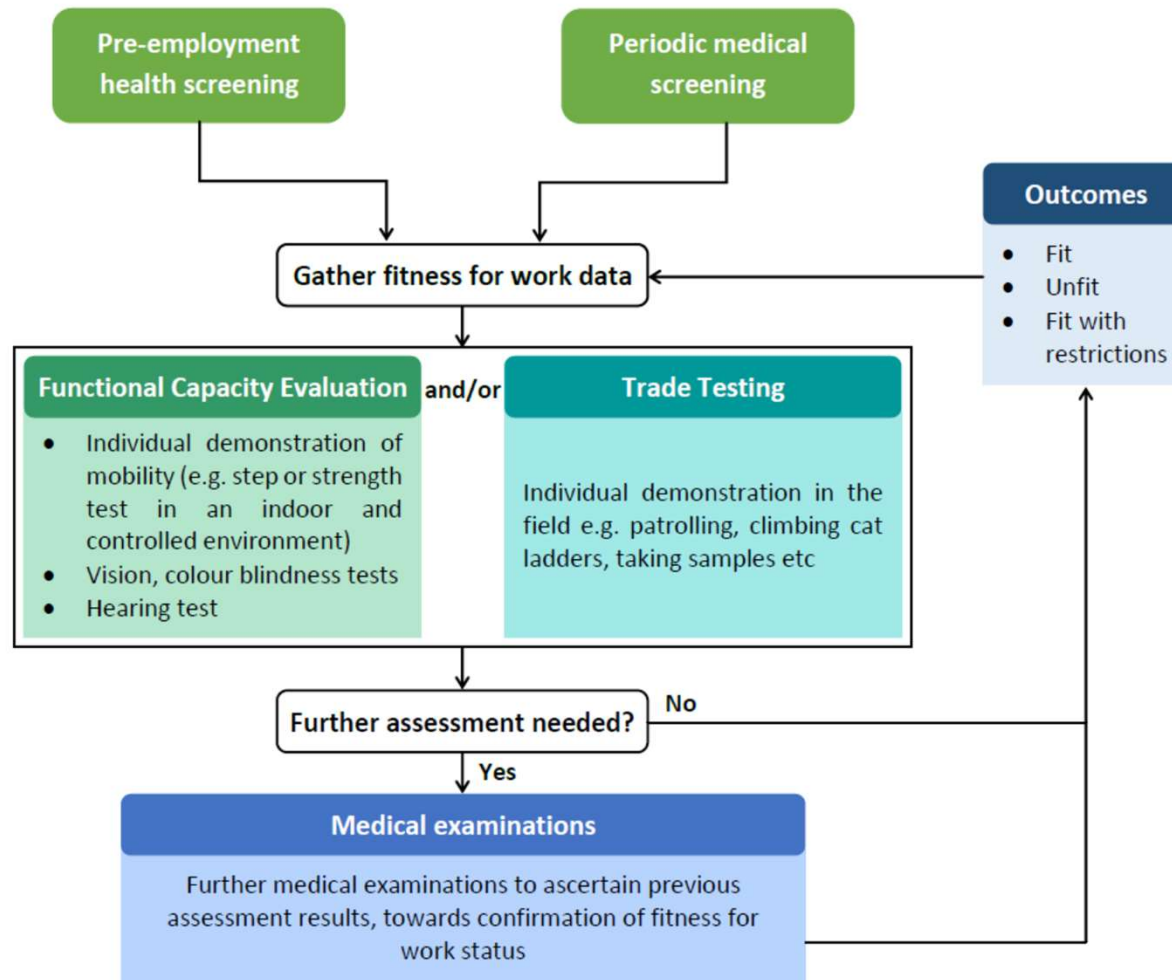 Pre-employment
health screening
Periodic medical
screening
Outcomes
• Fit
• Unfit
• Fit with
restrictions
Gather fitness for work data
Functional Capacity Evaluation
and/or
Trade Testing
• Individual demonstration of
mobility (e.g. step or strength
test in an indoor and
controlled environment)
• Vision, colour blindness tests
• Hearing test
Individual demonstration in the
field e.g. patrolling, climbing cat
ladders, taking samples etc
Further assessment needed?
No
Yes
Medical examinations
Further medical examinations to ascertain previous
assessment results, towards confirmation of fitness for
work status